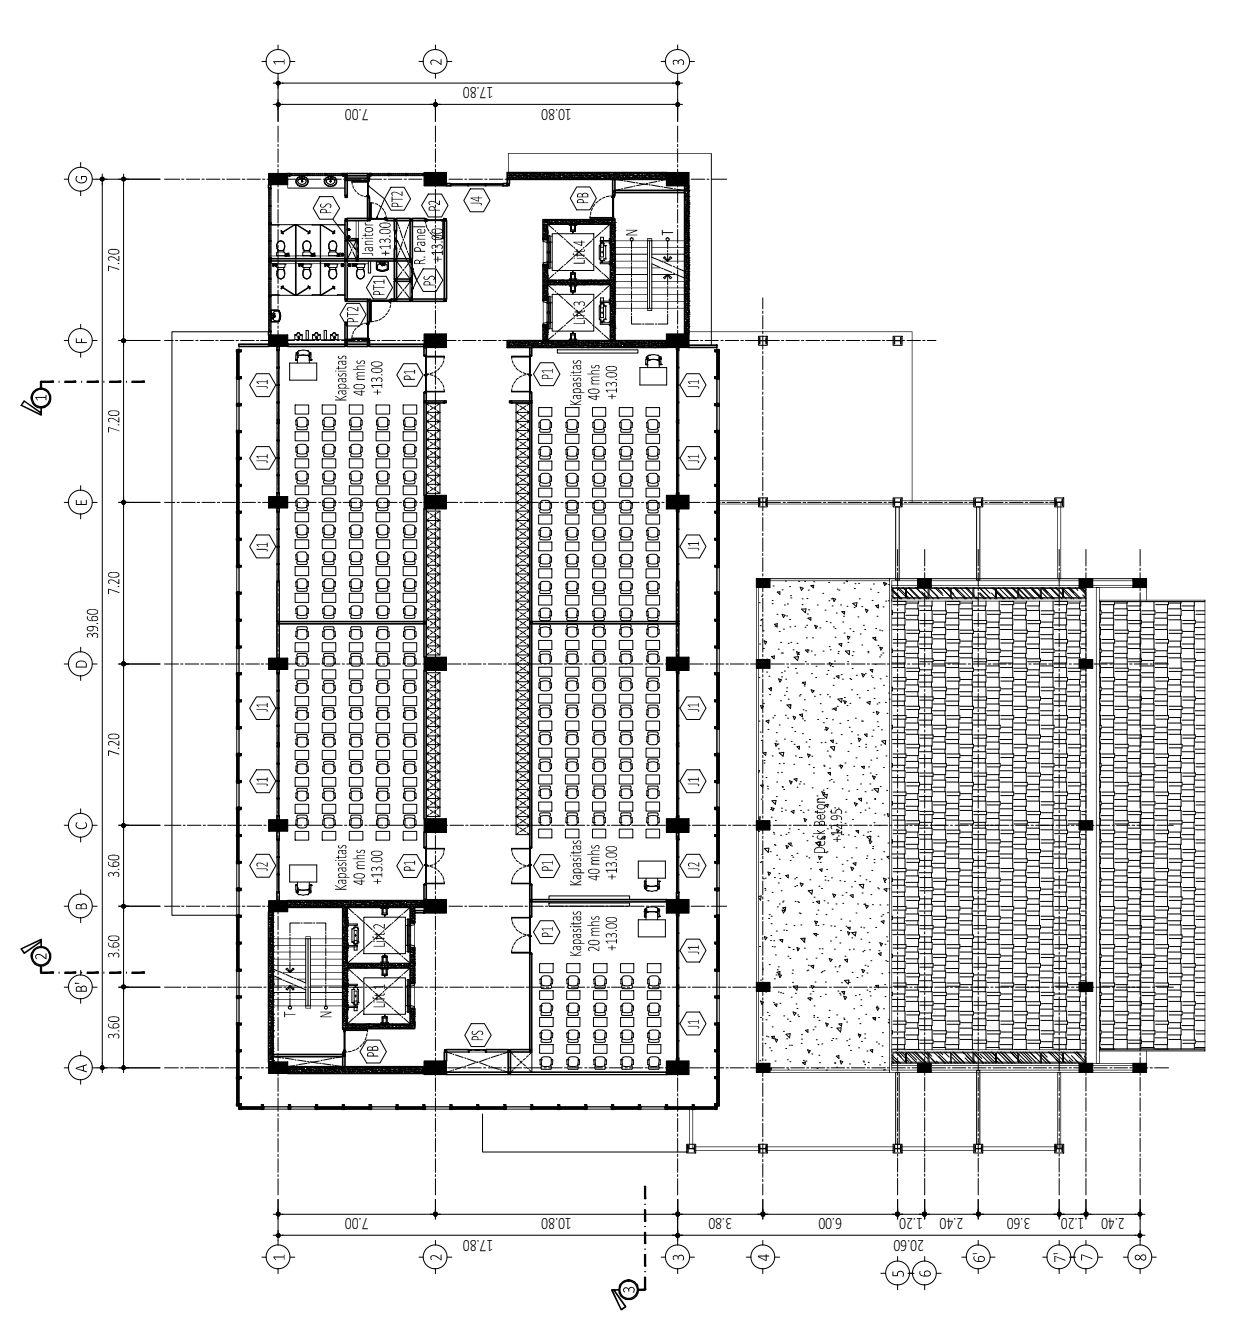 1
2
3
17.80
7.00
10.80
G
F
E
D
C
B
B'
A
7.20
7.20
7.20
7.20
3.60
3.60
3.60
39.60
1
2
PS
PT2
P2
J4
PB
Janitor
+13.00
R. Panel
+13.00
PS
PT1
PT2
Lift 4
Lift 3
N
T
J1
Kapasitas
40 mhs
+13.00
P1
P1
Kapasitas
40 mhs
+13.00
J1
J1
J1
J1
J1
J1
J1
J1
J1
J2
Kapasitas
40 mhs
+13.00
P1
P1
Kapasitas
40 mhs
+13.00
J2
Deck Beton
+12.95
Lift 2
Lift 1
T
N
PB
PS
P1
Kapasitas
20 mhs
+13.00
J1
J1
7.00
10.80
3.80
6.00
1.20
2.40
3.60
1.20
2.40
17.80
20.60
1
2
3
4
5
6
6'
7'
7
8
3